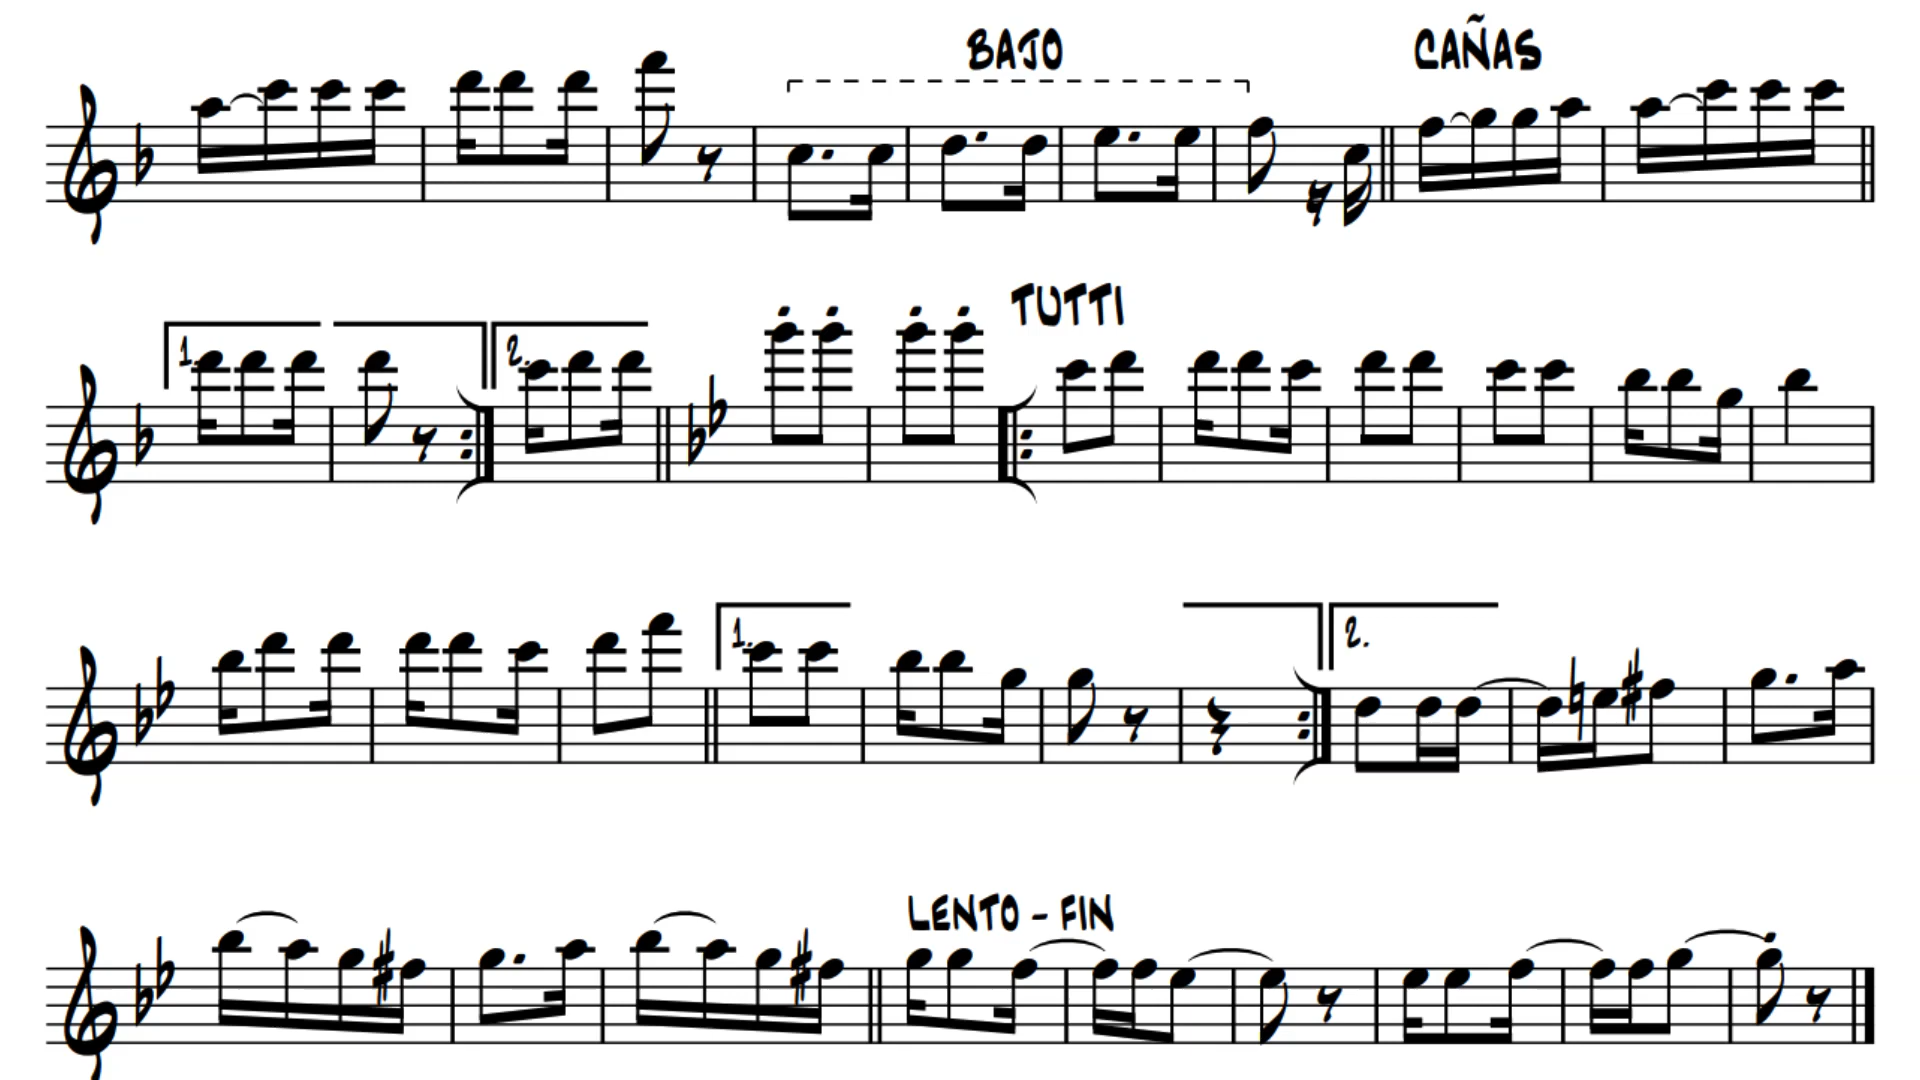 BAJO
CAÑAS
1.
2.
TUTTI
1.
2.
LENTO - FIN